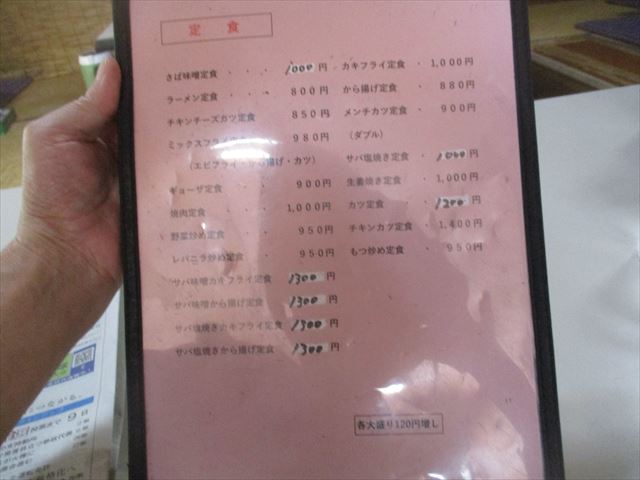 定食
さば味噌定食・・・1000円
ラーメン定食・・800円
チキンチーズカツ定食 850円
ミックスフライ定食 980円
(エビフライ・から揚げ・カツ)
ギョーザ定食・・900円
焼肉定食・・1,000円
野菜炒め定食・950円
レバニラ炒め定食・950円
サバ味噌カキフライ定食 1300円
サバ味噌から揚げ定食 1300円
サバ塩焼きカキフライ定食 1300円
サバ塩焼きから揚げ定食 1300円
カキフライ定食・1,000円
から揚げ定食・880円
メンチカツ定食・900円
(ダブル)
サバ塩焼き定食・1000円
生姜焼き定食・1,000円
カツ定食・1200円
チキンカツ定食・1,400円
もつ炒め定食・950円
各大盛り120円増し